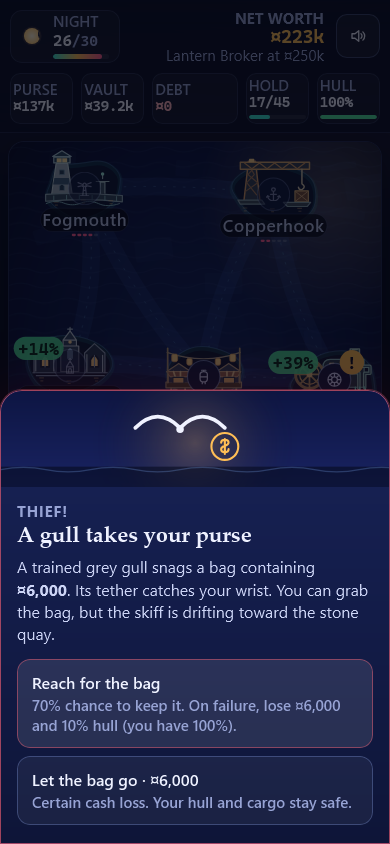 NIGHT
26/30
NET WORTH
¤223k
Lantern Broker at ¤250k
PURSE
¤137k
VAULT
¤39.2k
DEBT
¤0
HOLD
17/45
HULL
100%
Fogmouth
Copperhook
+14%
+39%
!
THIEF!
A gull takes your purse
A trained grey gull snags a bag containing
¤6,000. Its tether catches your wrist. You can grab
the bag, but the skiff is drifting toward the stone
quay.
Reach for the bag
70% chance to keep it. On failure, lose ¤6,000
and 10% hull (you have 100%).
Let the bag go · ¤6,000
Certain cash loss. Your hull and cargo stay safe.